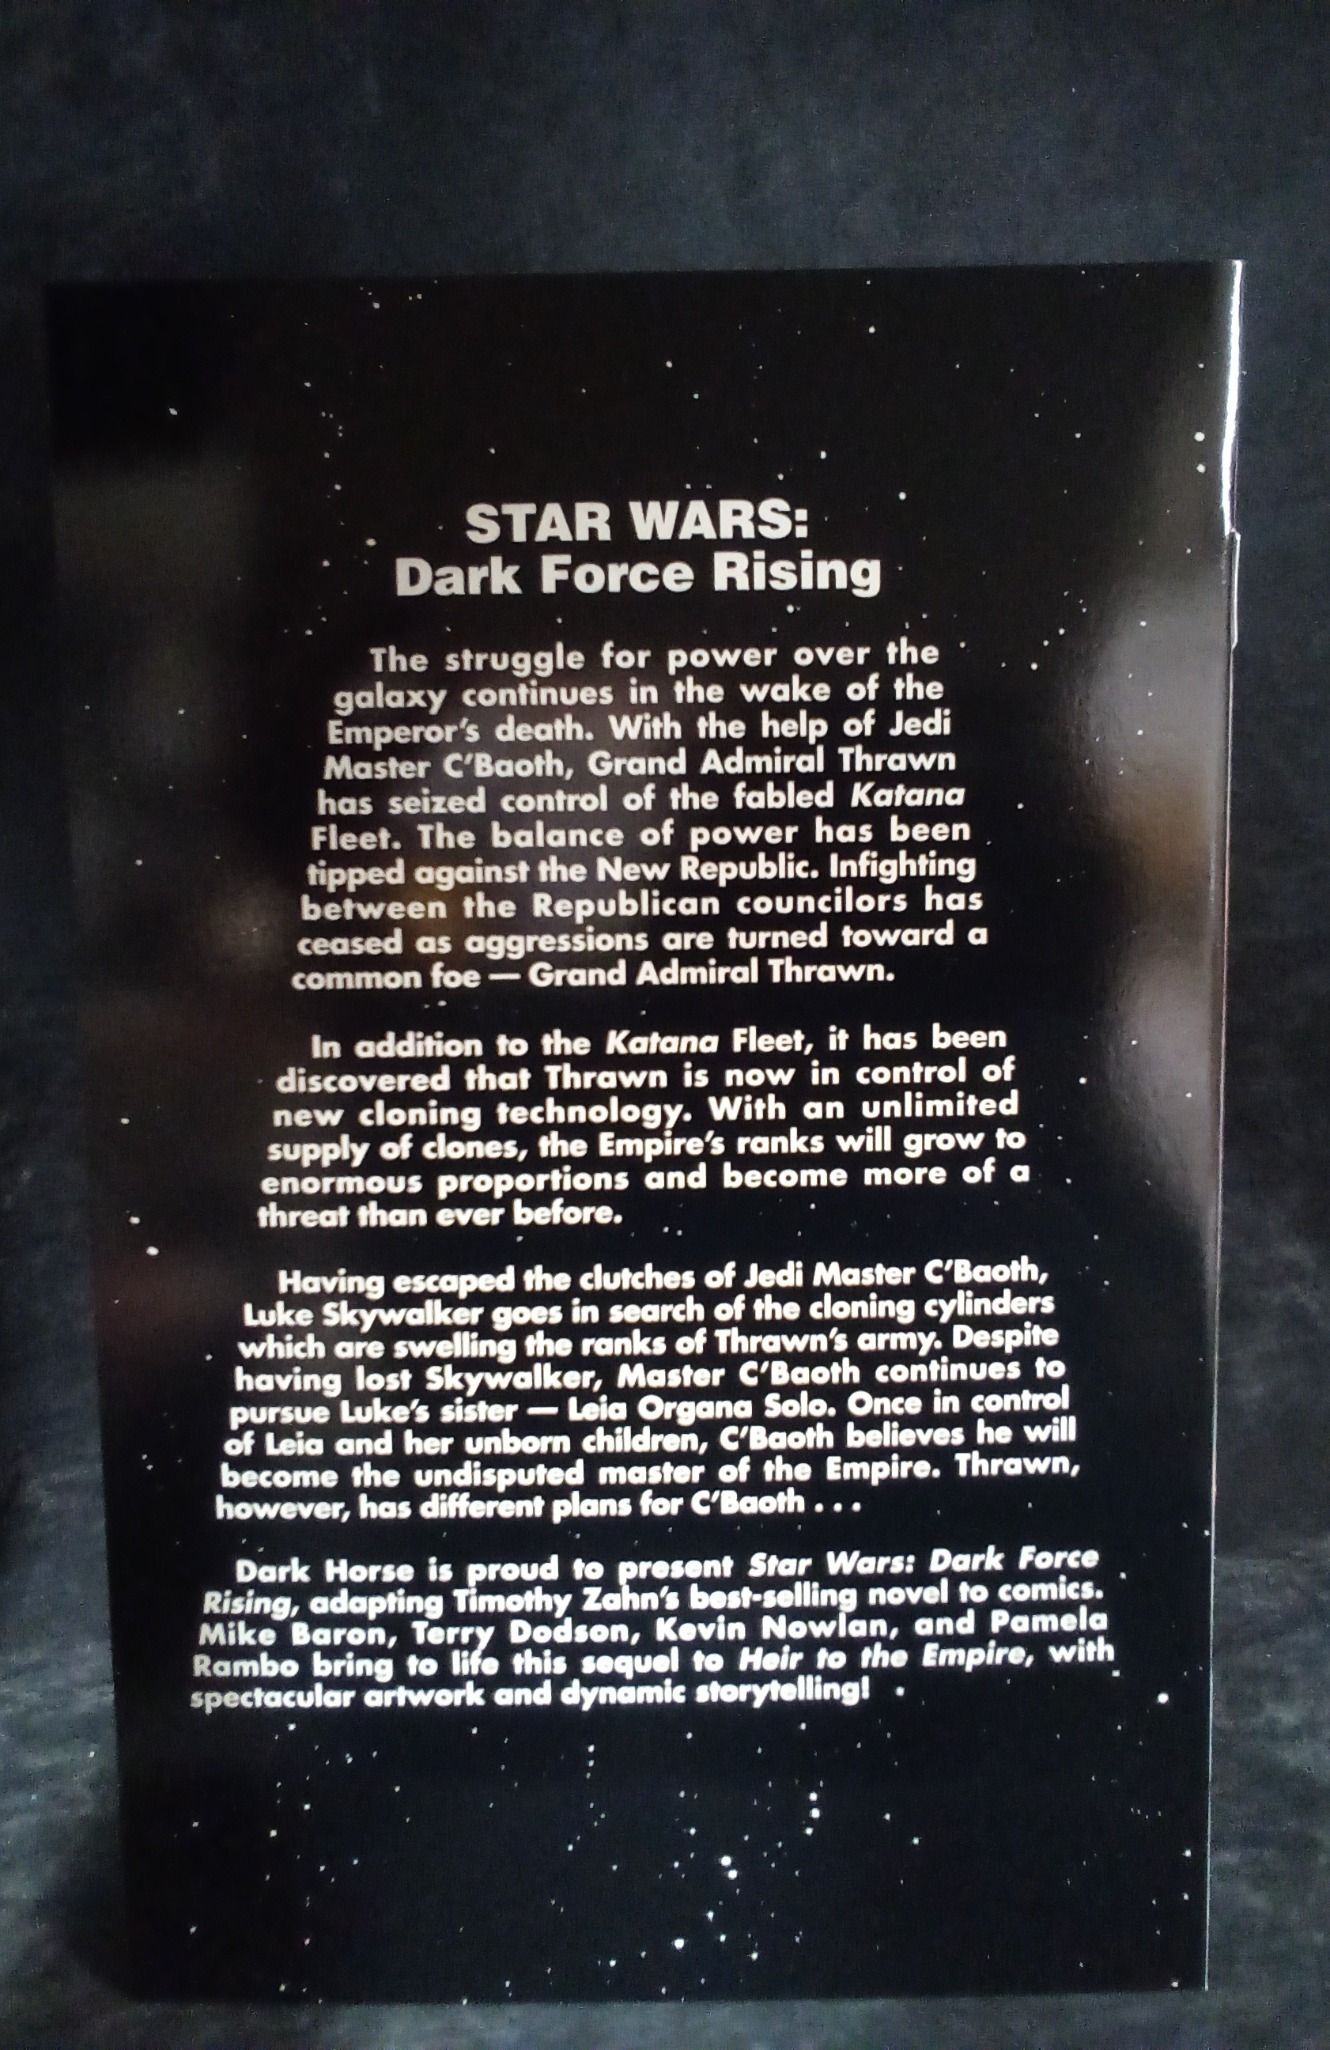 STAR WARS:
Dark Force Rising
The struggle for power over the
galaxy continues in the wake of the
Emperor's death. With the help of Jedi
Master C'Baoth, Grand Admiral Thrawn
has seized control of the fabled Katana
Fleet. The balance of power has been
tipped against the New Republic. Infighting
between the Republican councilors has
ceased as aggressions are turned toward a
common foe — Grand Admiral Thrawn.
In addition to the Katana Fleet, it has been
discovered that Thrawn is now in control of
new cloning technology. With an unlimited
supply of clones, the Empire's ranks will grow to
enormous proportions and become more of a
threat than ever before.
Having escaped the clutches of Jedi Master C'Baoth,
Luke Skywalker goes in search of the cloning cylinders
which are swelling the ranks of Thrawn's army. Despite
having lost Skywalker, Master C'Baoth continues to
pursue Luke's sister — Leia Organa Solo. Once in control
of Leia and her unborn children, C'Baoth believes he will
become the undisputed master of the Empire. Thrawn,
however, has different plans for C'Baoth . . .
Dark Horse is proud to present Star Wars: Dark Force
Rising, adapting Timothy Zahn's best-selling novel to comics.
Mike Baron, Terry Dodson, Kevin Nowlan, and Pamela
Rambo bring to life this sequel to Heir to the Empire, with
spectacular artwork and dynamic storytelling!